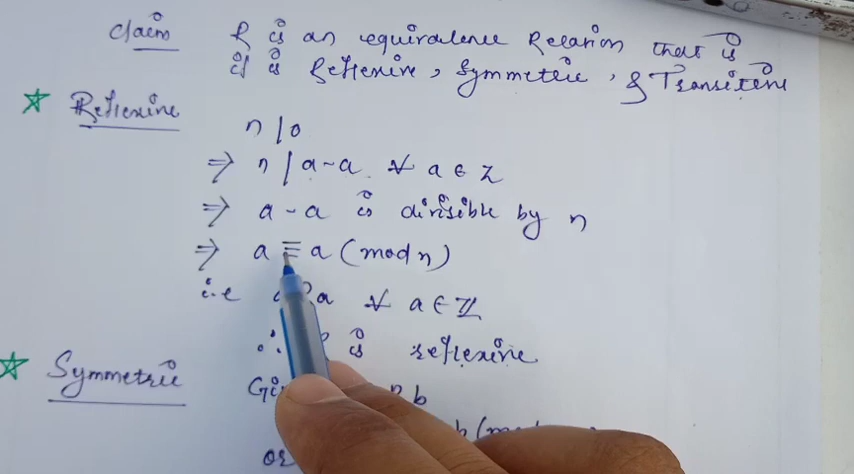 Claim R is an equivalence Relation that is
it is Reflexive, Symmetric, & Transitive
Reflexive
n | 0
⇒ n | a - a ∀ a ∈ Z
⇒ a - a is divisible by n
⇒ a ≡ a (mod n)
i.e a ∀ a ∈ Z
∴ is reflexive
Symmetric
b
or